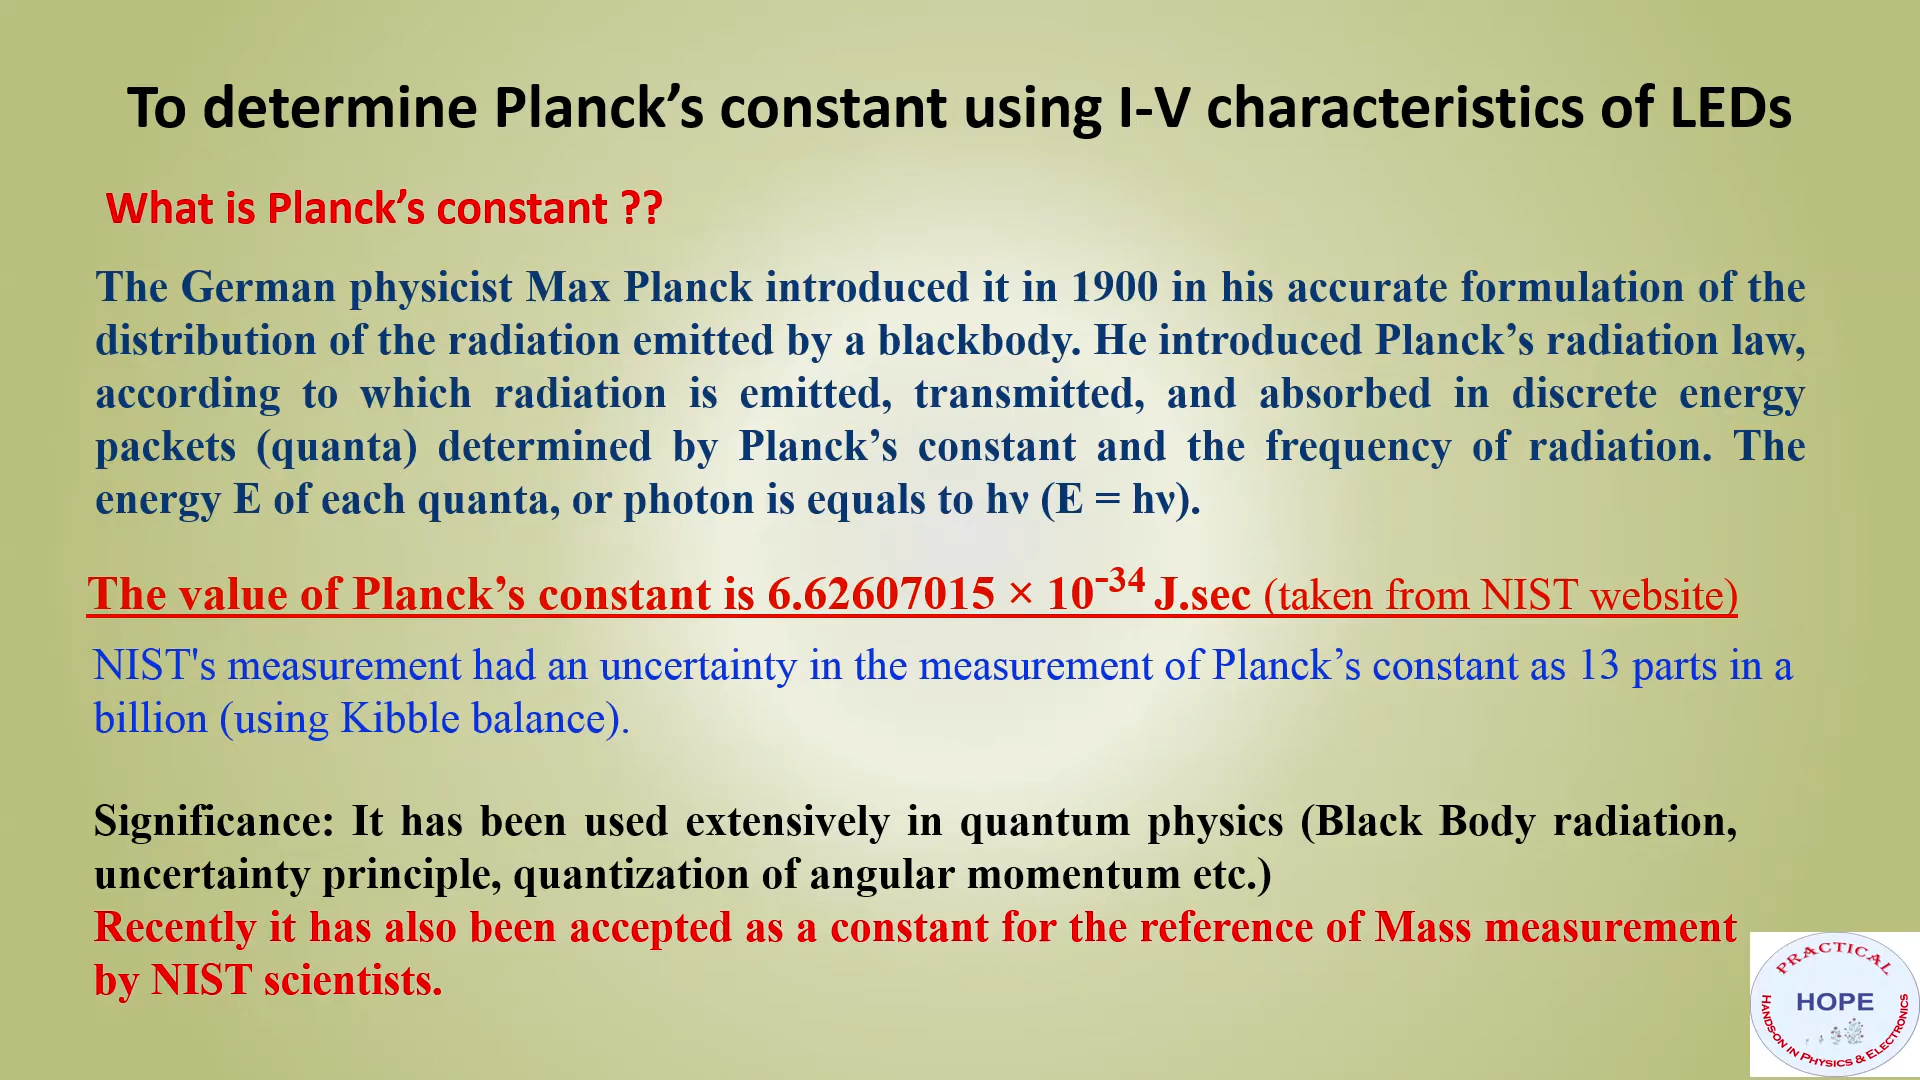 To determine Planck’s constant using I-V characteristics of LEDs
What is Planck’s constant ??
The German physicist Max Planck introduced it in 1900 in his accurate formulation of the
distribution of the radiation emitted by a blackbody. He introduced Planck’s radiation law,
according to which radiation is emitted, transmitted, and absorbed in discrete energy
packets (quanta) determined by Planck’s constant and the frequency of radiation. The
energy E of each quanta, or photon is equals to hν (E = hν).
The value of Planck’s constant is 6.62607015 × 10⁻³⁴ J.sec (taken from NIST website)
NIST's measurement had an uncertainty in the measurement of Planck’s constant as 13 parts in a
billion (using Kibble balance).
Significance: It has been used extensively in quantum physics (Black Body radiation,
uncertainty principle, quantization of angular momentum etc.)
Recently it has also been accepted as a constant for the reference of Mass measurement
by NIST scientists.
PRACTICAL
HOPE
HANDS-ON IN PHYSICS & ELECTRONICS